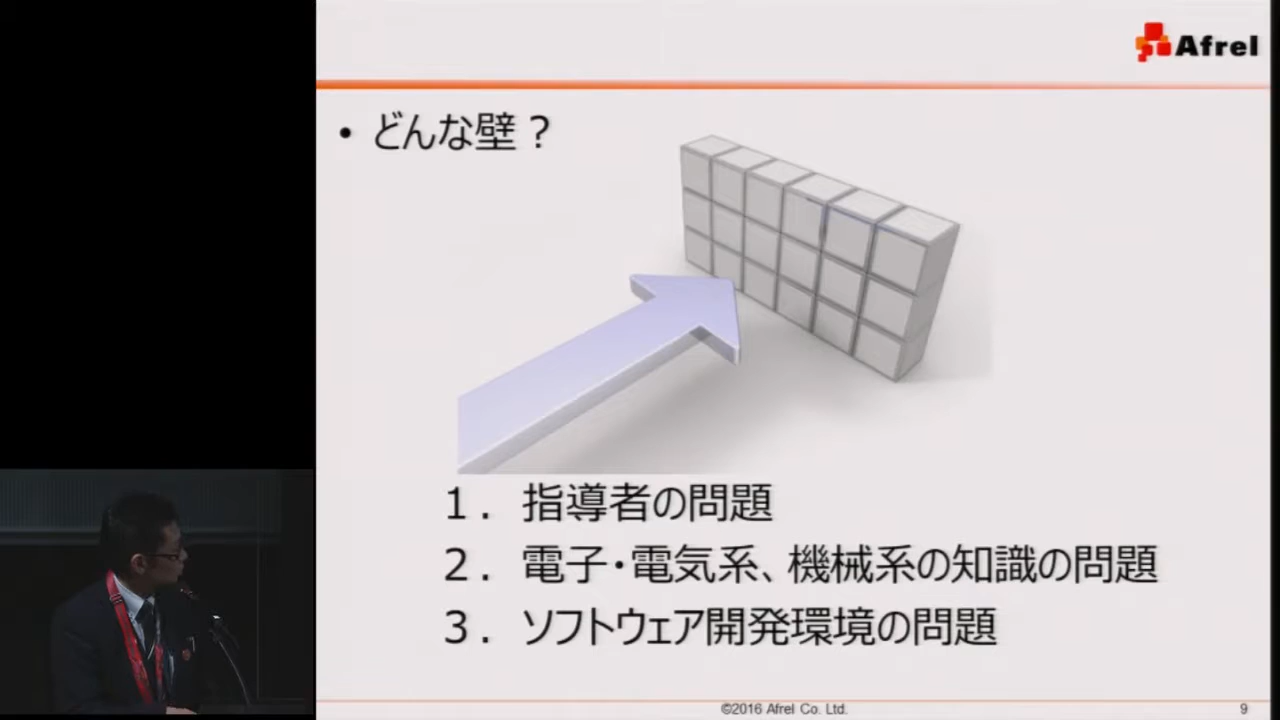 Afrel
• どんな壁？
１．指導者の問題
２．電子・電気系、機械系の知識の問題
３．ソフトウェア開発環境の問題
©2016 Afrel Co. Ltd.
9